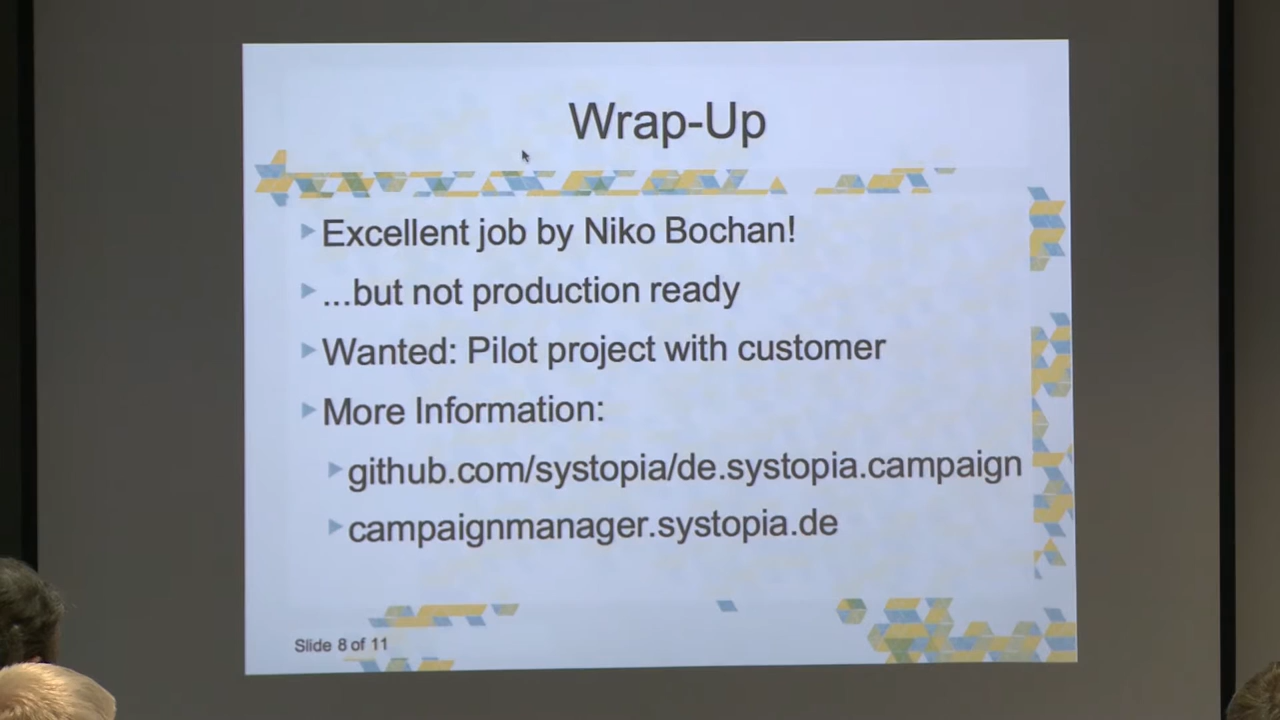 Wrap-Up
Excellent job by Niko Bochan!
...but not production ready
Wanted: Pilot project with customer
More Information:
github.com/systopia/de.systopia.campaign
campaignmanager.systopia.de
Slide 8 of 11